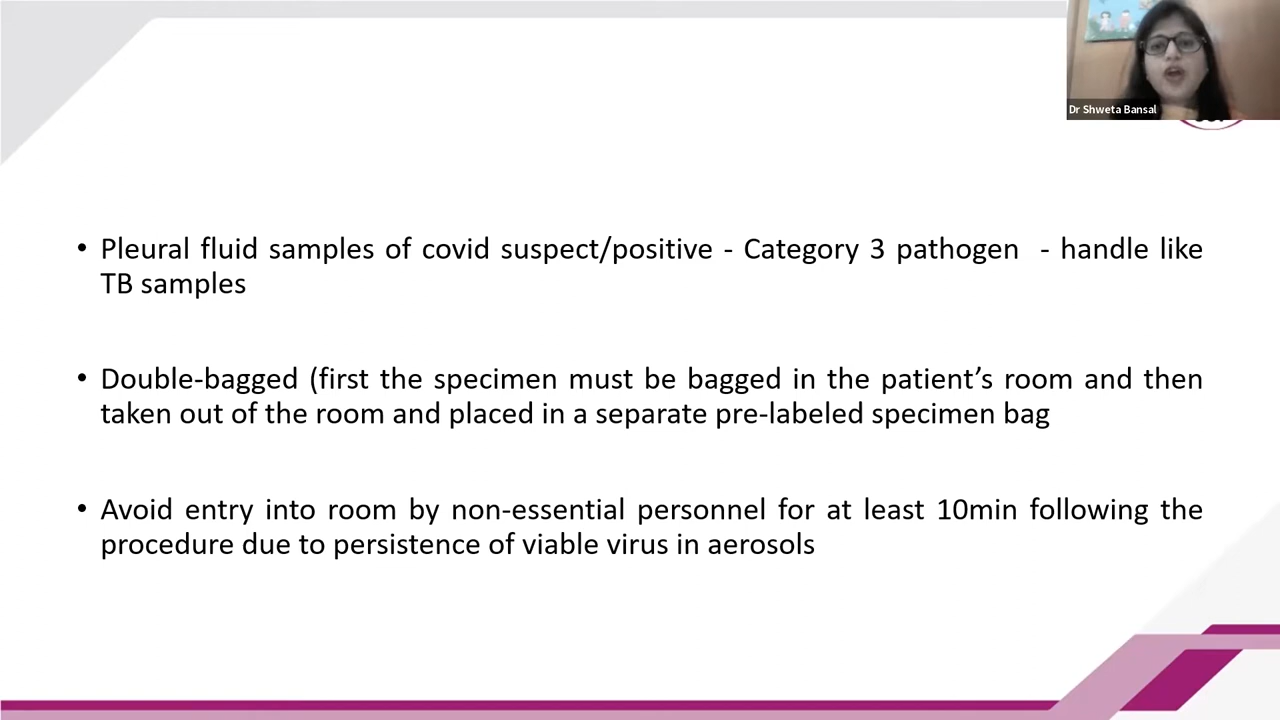 Dr Shweta Bansal
• Pleural fluid samples of covid suspect/positive - Category 3 pathogen - handle like
TB samples
• Double-bagged (first the specimen must be bagged in the patient’s room and then
taken out of the room and placed in a separate pre-labeled specimen bag
• Avoid entry into room by non-essential personnel for at least 10min following the
procedure due to persistence of viable virus in aerosols